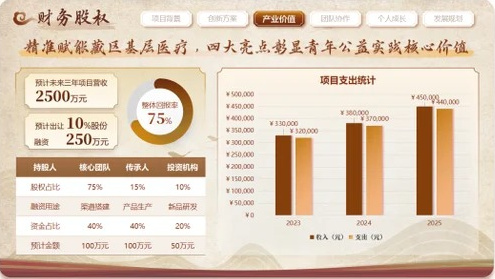 财务股权
项目背景 创新方案 产业价值 团队协作 个人成长 发展规划
精准赋能藏区基层医疗，四大亮点彰显青年公益实践核心价值
预计未来三年项目营收
2500万元
预计出让10%股份
融资 250万元
整体回报率
75%
持股人 核心团队 传承人 投资机构
股权占比 75% 15% 10%
融资用途 渠道搭建 产品生产 新品研发
资金占比 40% 40% 20%
预计金额 100万元 100万元 50万元
项目支出统计
¥500,000
¥450,000
¥400,000
¥350,000
¥300,000
¥250,000
¥200,000
¥150,000
¥100,000
¥50,000
¥0
¥330,000
¥320,000
¥380,000
¥370,000
¥450,000
¥440,000
2023 2024 2025
收入（元） 支出（元）